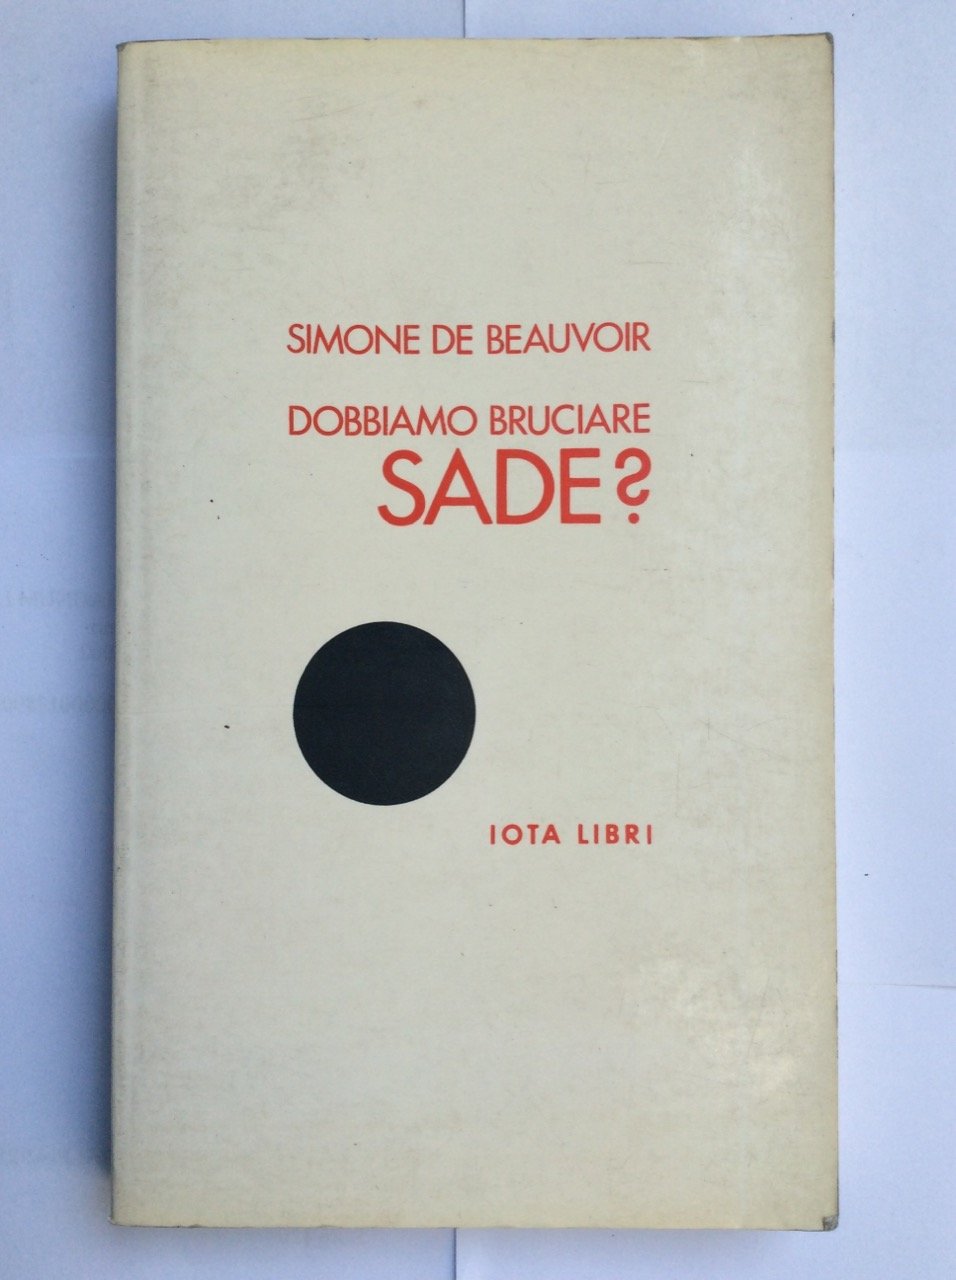 SIMONE DE BEAUVOIR
DOBBIAMO BRUCIARE
SADE?
IOTA LIBRI